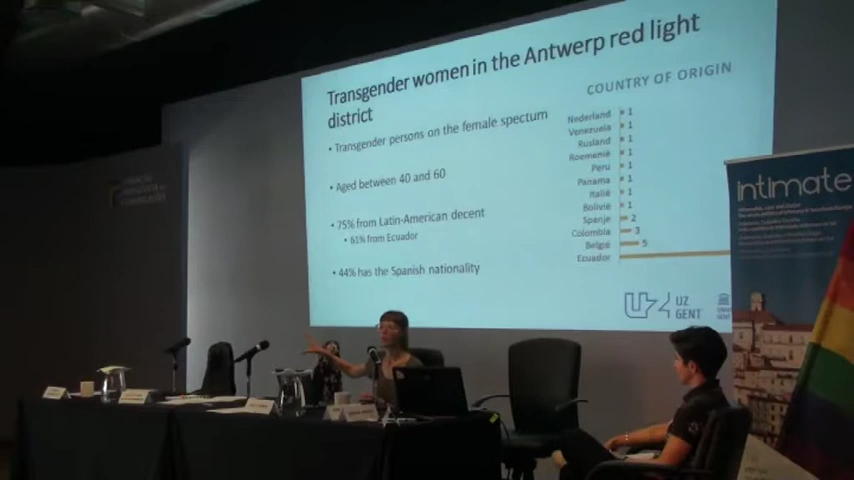 Transgender women in the Antwerp red light
district
• Transgender persons on the female spectum
• Aged between 40 and 60
• 75% from Latin-American decent
• 61% from Ecuador
• 44% has the Spanish nationality
COUNTRY OF ORIGIN
Nederland 1
Venezuela 1
Rusland 1
Roemenië 1
Peru 1
Panama 1
Italië 1
Bolivië 1
Spanje 2
Colombia 3
België 5
Ecuador
UZ
GENT
intimate